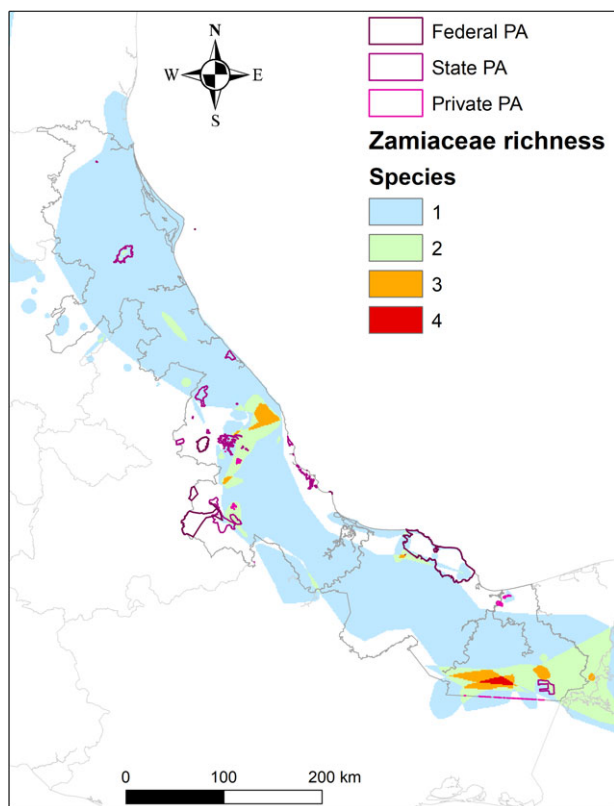 N
W
E
S
Federal PA
State PA
Private PA
Zamiaceae richness
Species
1
2
3
4
0
100
200 km